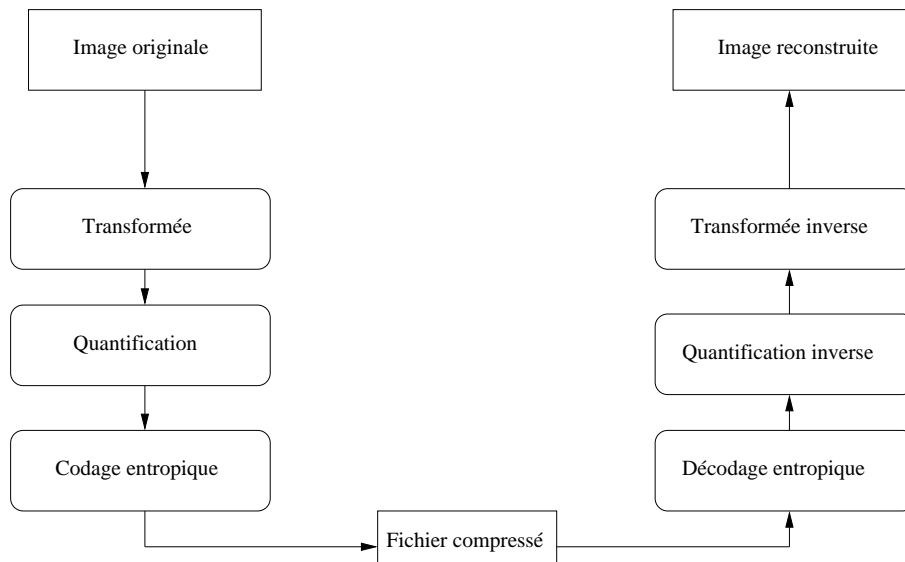 Image originale
Image reconstruite
Transformée
Transformée inverse
Quantification
Quantification inverse
Codage entropique
Décodage entropique
Fichier compressé